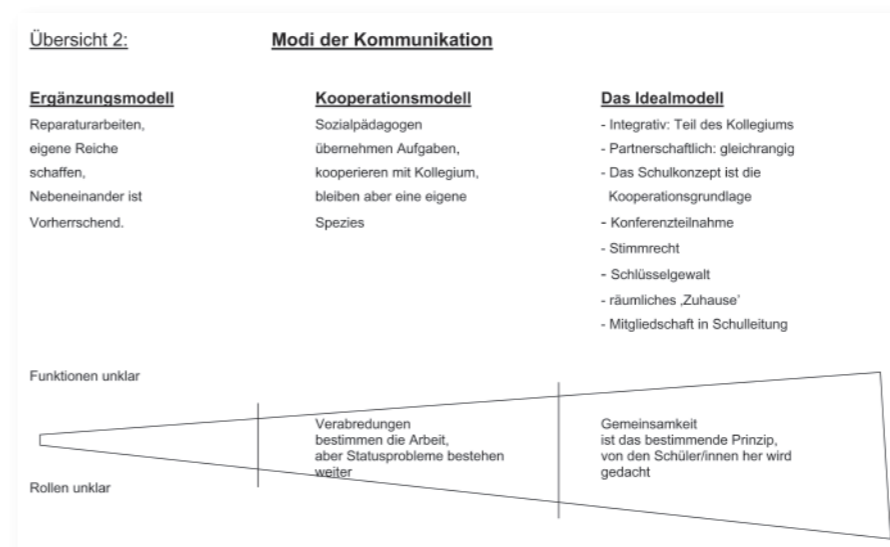 Übersicht 2:
Modi der Kommunikation
Ergänzungsmodell
Reparaturarbeiten,
eigene Reiche
schaffen,
Nebeneinander ist
Vorherrschend.
Kooperationsmodell
Sozialpädagogen
übernehmen Aufgaben,
kooperieren mit Kollegium,
bleiben aber eine eigene
Spezies
Das Idealmodell
- Integrativ: Teil des Kollegiums
- Partnerschaftlich: gleichrangig
- Das Schulkonzept ist die
Kooperationsgrundlage
- Konferenzteilnahme
- Stimmrecht
- Schlüsselgewalt
- räumliches ‚Zuhause’
- Mitgliedschaft in Schulleitung
Funktionen unklar
Rollen unklar
Verabredungen
bestimmen die Arbeit,
aber Statusprobleme bestehen
weiter
Gemeinsamkeit
ist das bestimmende Prinzip,
von den Schüler/innen her wird
gedacht